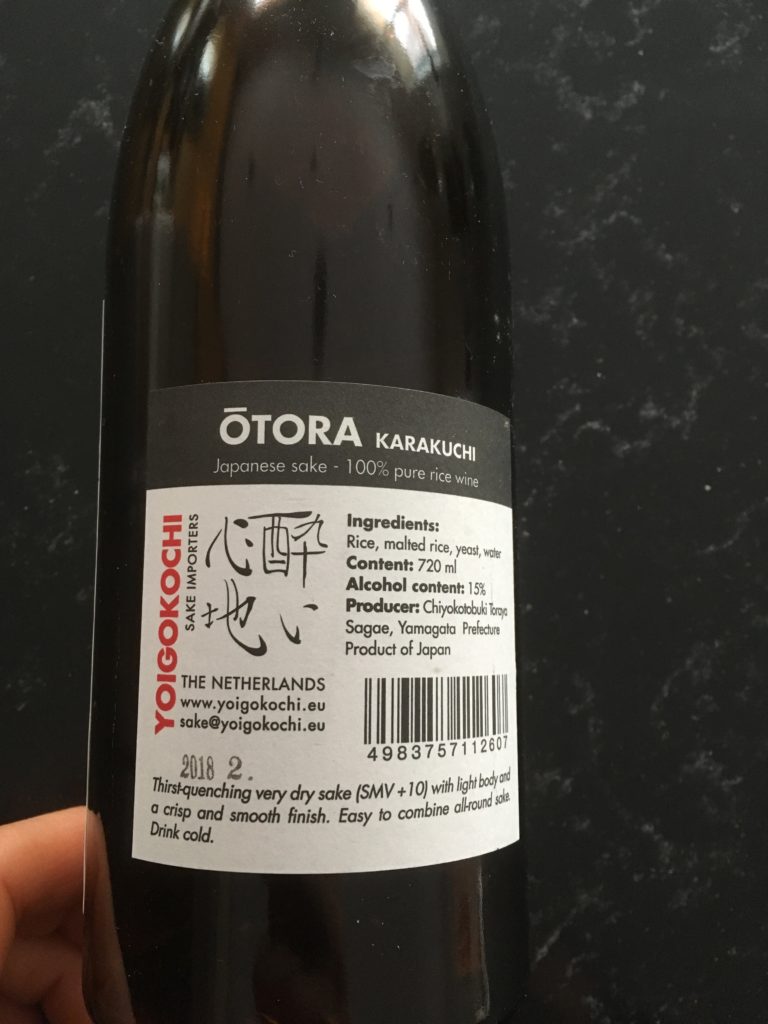 ŌTORA KARAKUCHI
Japanese sake - 100% pure rice wine
YOIGOKOCHI
SAKE IMPORTERS
酔い
心地
Ingredients:
Rice, malted rice, yeast, water
Content: 720 ml
Alcohol content: 15%
Producer: Chiyokotobuki Toraya
Sagae, Yamagata Prefecture
Product of Japan
THE NETHERLANDS
www.yoigokochi.eu
sake@yoigokochi.eu
4983757112607
2018 2.
Thirst-quenching very dry sake (SMV +10) with light body and
a crisp and smooth finish. Easy to combine all-round sake.
Drink cold.